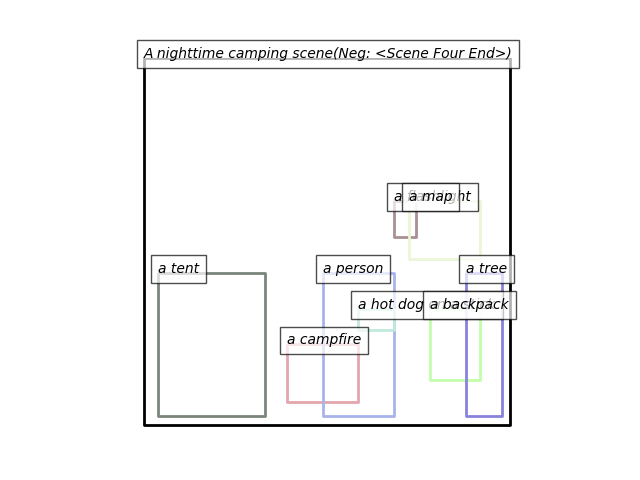 A nighttime camping scene(Neg: <Scene Four End>)
a flashlight
a map
a tent
a person
a tree
a hot dog
a backpack
a campfire